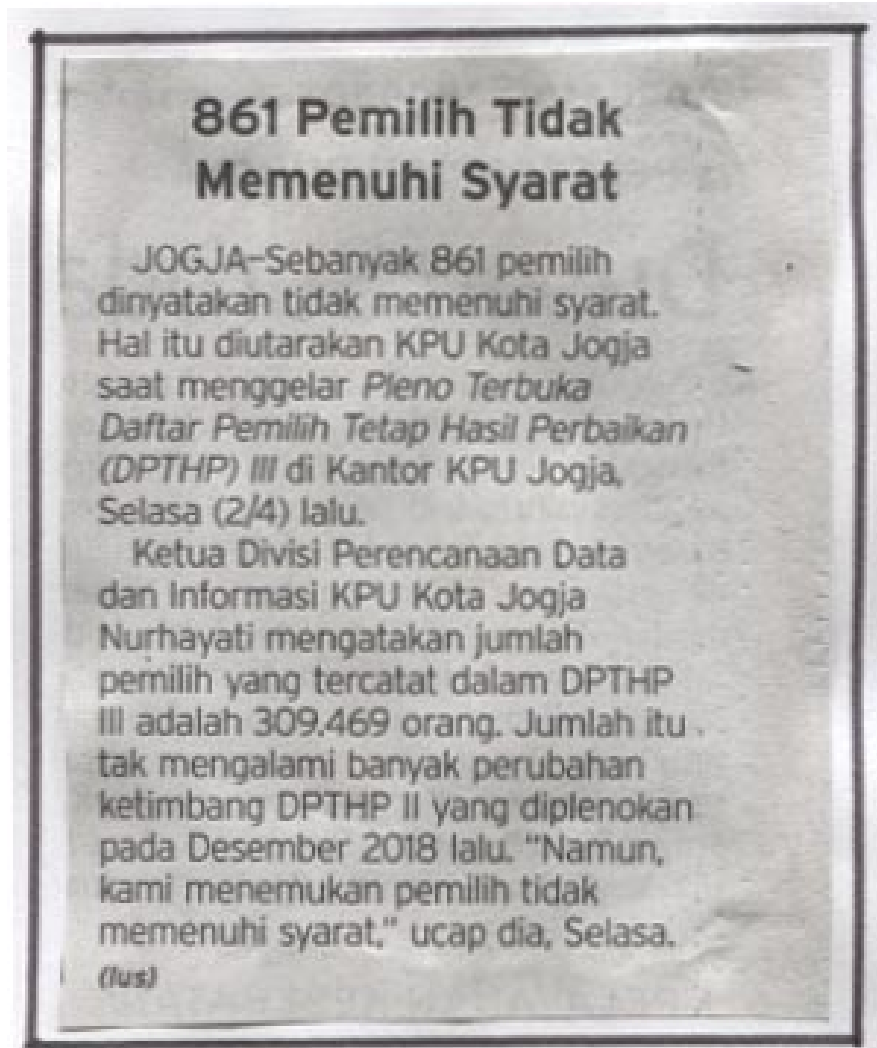 861 Pemilih Tidak
Memenuhi Syarat
JOGJA–Sebanyak 861 pemilih
dinyatakan tidak memenuhi syarat.
Hal itu diutarakan KPU Kota Jogja
saat menggelar Pleno Terbuka
Daftar Pemilih Tetap Hasil Perbaikan
(DPTHP) III di Kantor KPU Jogja,
Selasa (2/4) lalu.
Ketua Divisi Perencanaan Data
dan Informasi KPU Kota Jogja
Nurhayati mengatakan jumlah
pemilih yang tercatat dalam DPTHP
III adalah 309.469 orang. Jumlah itu
tak mengalami banyak perubahan
ketimbang DPTHP II yang diplenokan
pada Desember 2018 lalu. “Namun,
kami menemukan pemilih tidak
memenuhi syarat,” ucap dia, Selasa.
(lus)